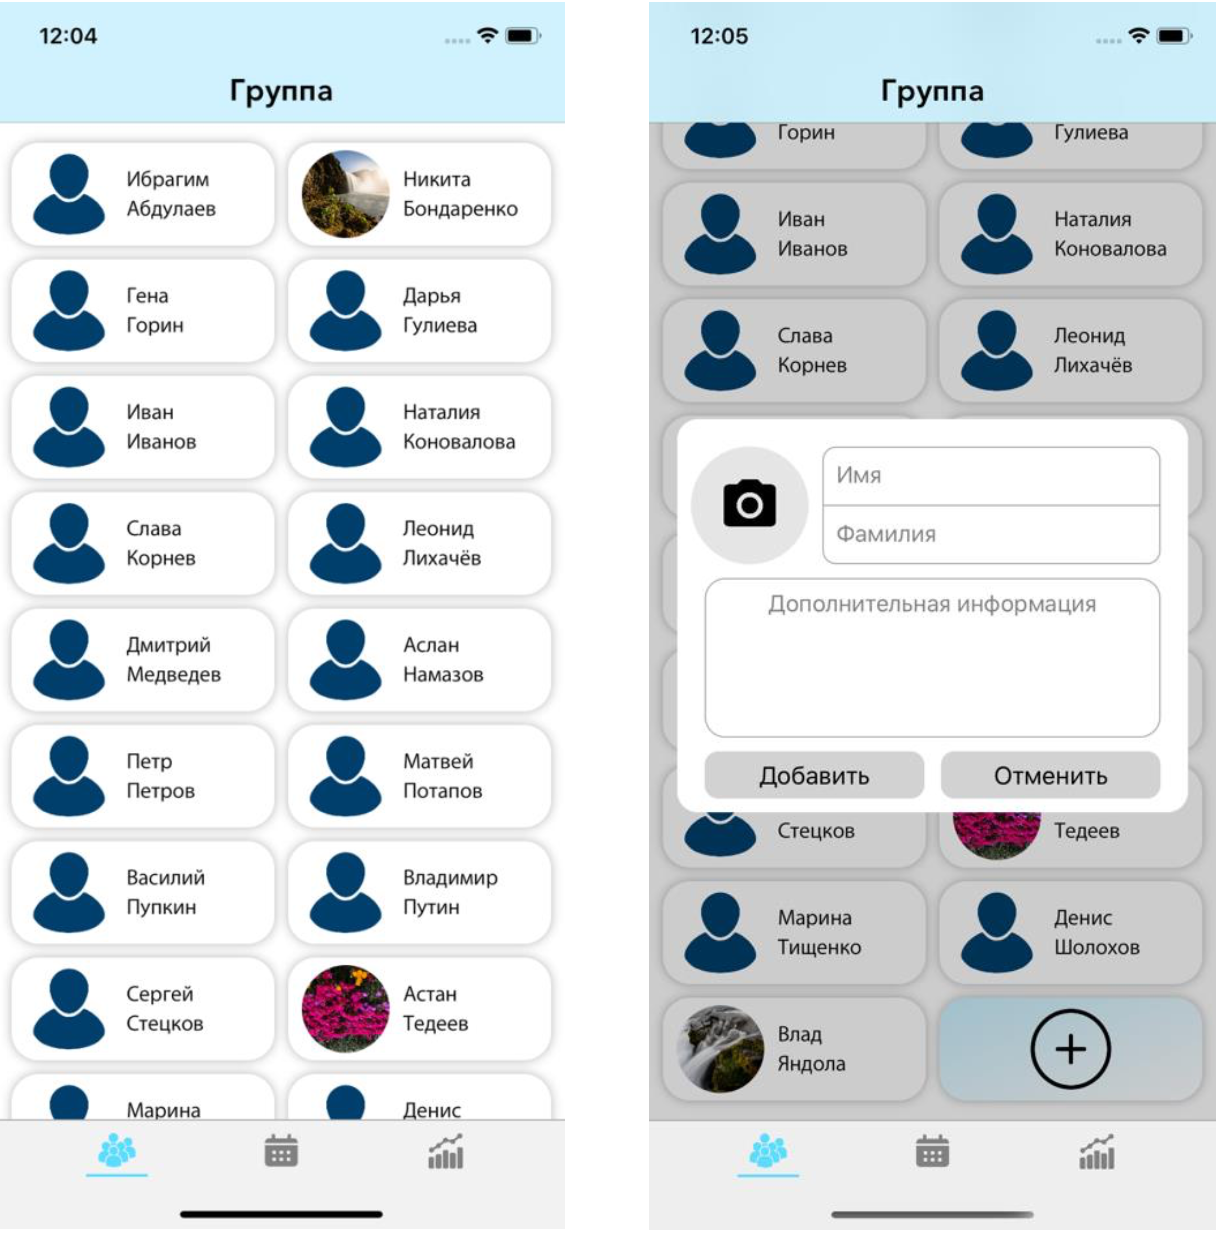 12:04
Группа
Ибрагим
Абдулаев
Никита
Бондаренко
Гена
Горин
Дарья
Гулиева
Иван
Иванов
Наталия
Коновалова
Слава
Корнев
Леонид
Лихачёв
Дмитрий
Медведев
Аслан
Намазов
Петр
Петров
Матвей
Потапов
Василий
Пупкин
Владимир
Путин
Сергей
Стецков
Астан
Тедеев
Марина
Денис
12:05
Группа
Горин
Гулиева
Иван
Иванов
Наталия
Коновалова
Слава
Корнев
Леонид
Лихачёв
Имя
Фамилия
Дополнительная информация
Добавить
Отменить
Стецков
Тедеев
Марина
Тищенко
Денис
Шолохов
Влад
Яндола